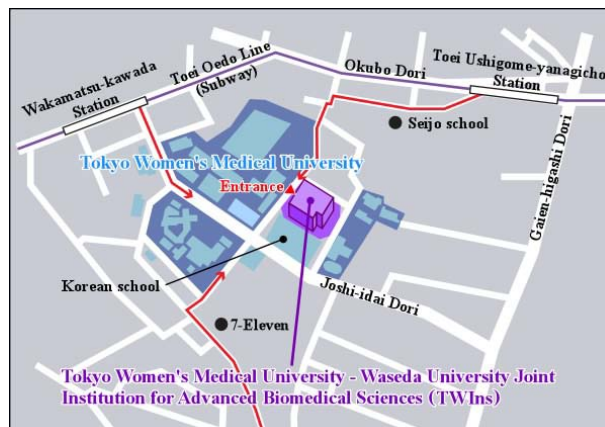 Wakamatsu-kawada
Station
Toei Oedo Line
(Subway)
Okubo Dori
Toei Ushigome-yanagicho
Station
Seijo school
Tokyo Women's Medical University
Entrance
Gaien-higashi Dori
Korean school
Joshi-idai Dori
7-Eleven
Tokyo Women's Medical University - Waseda University Joint
Institution for Advanced Biomedical Sciences (TWIns)